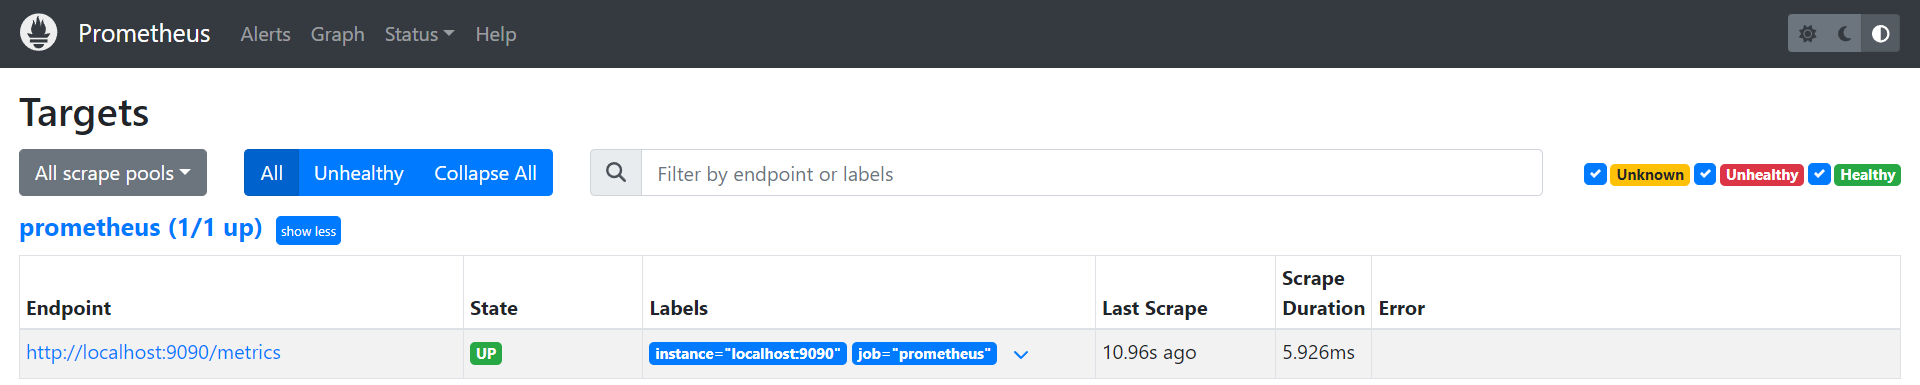 Prometheus Alerts Graph Status Help
Targets
All scrape pools All Unhealthy Collapse All Filter by endpoint or labels Unknown Unhealthy Healthy
prometheus (1/1 up) show less
Endpoint State Labels Last Scrape Scrape Duration Error
http://localhost:9090/metrics UP instance="localhost:9090" job="prometheus" 10.96s ago 5.926ms